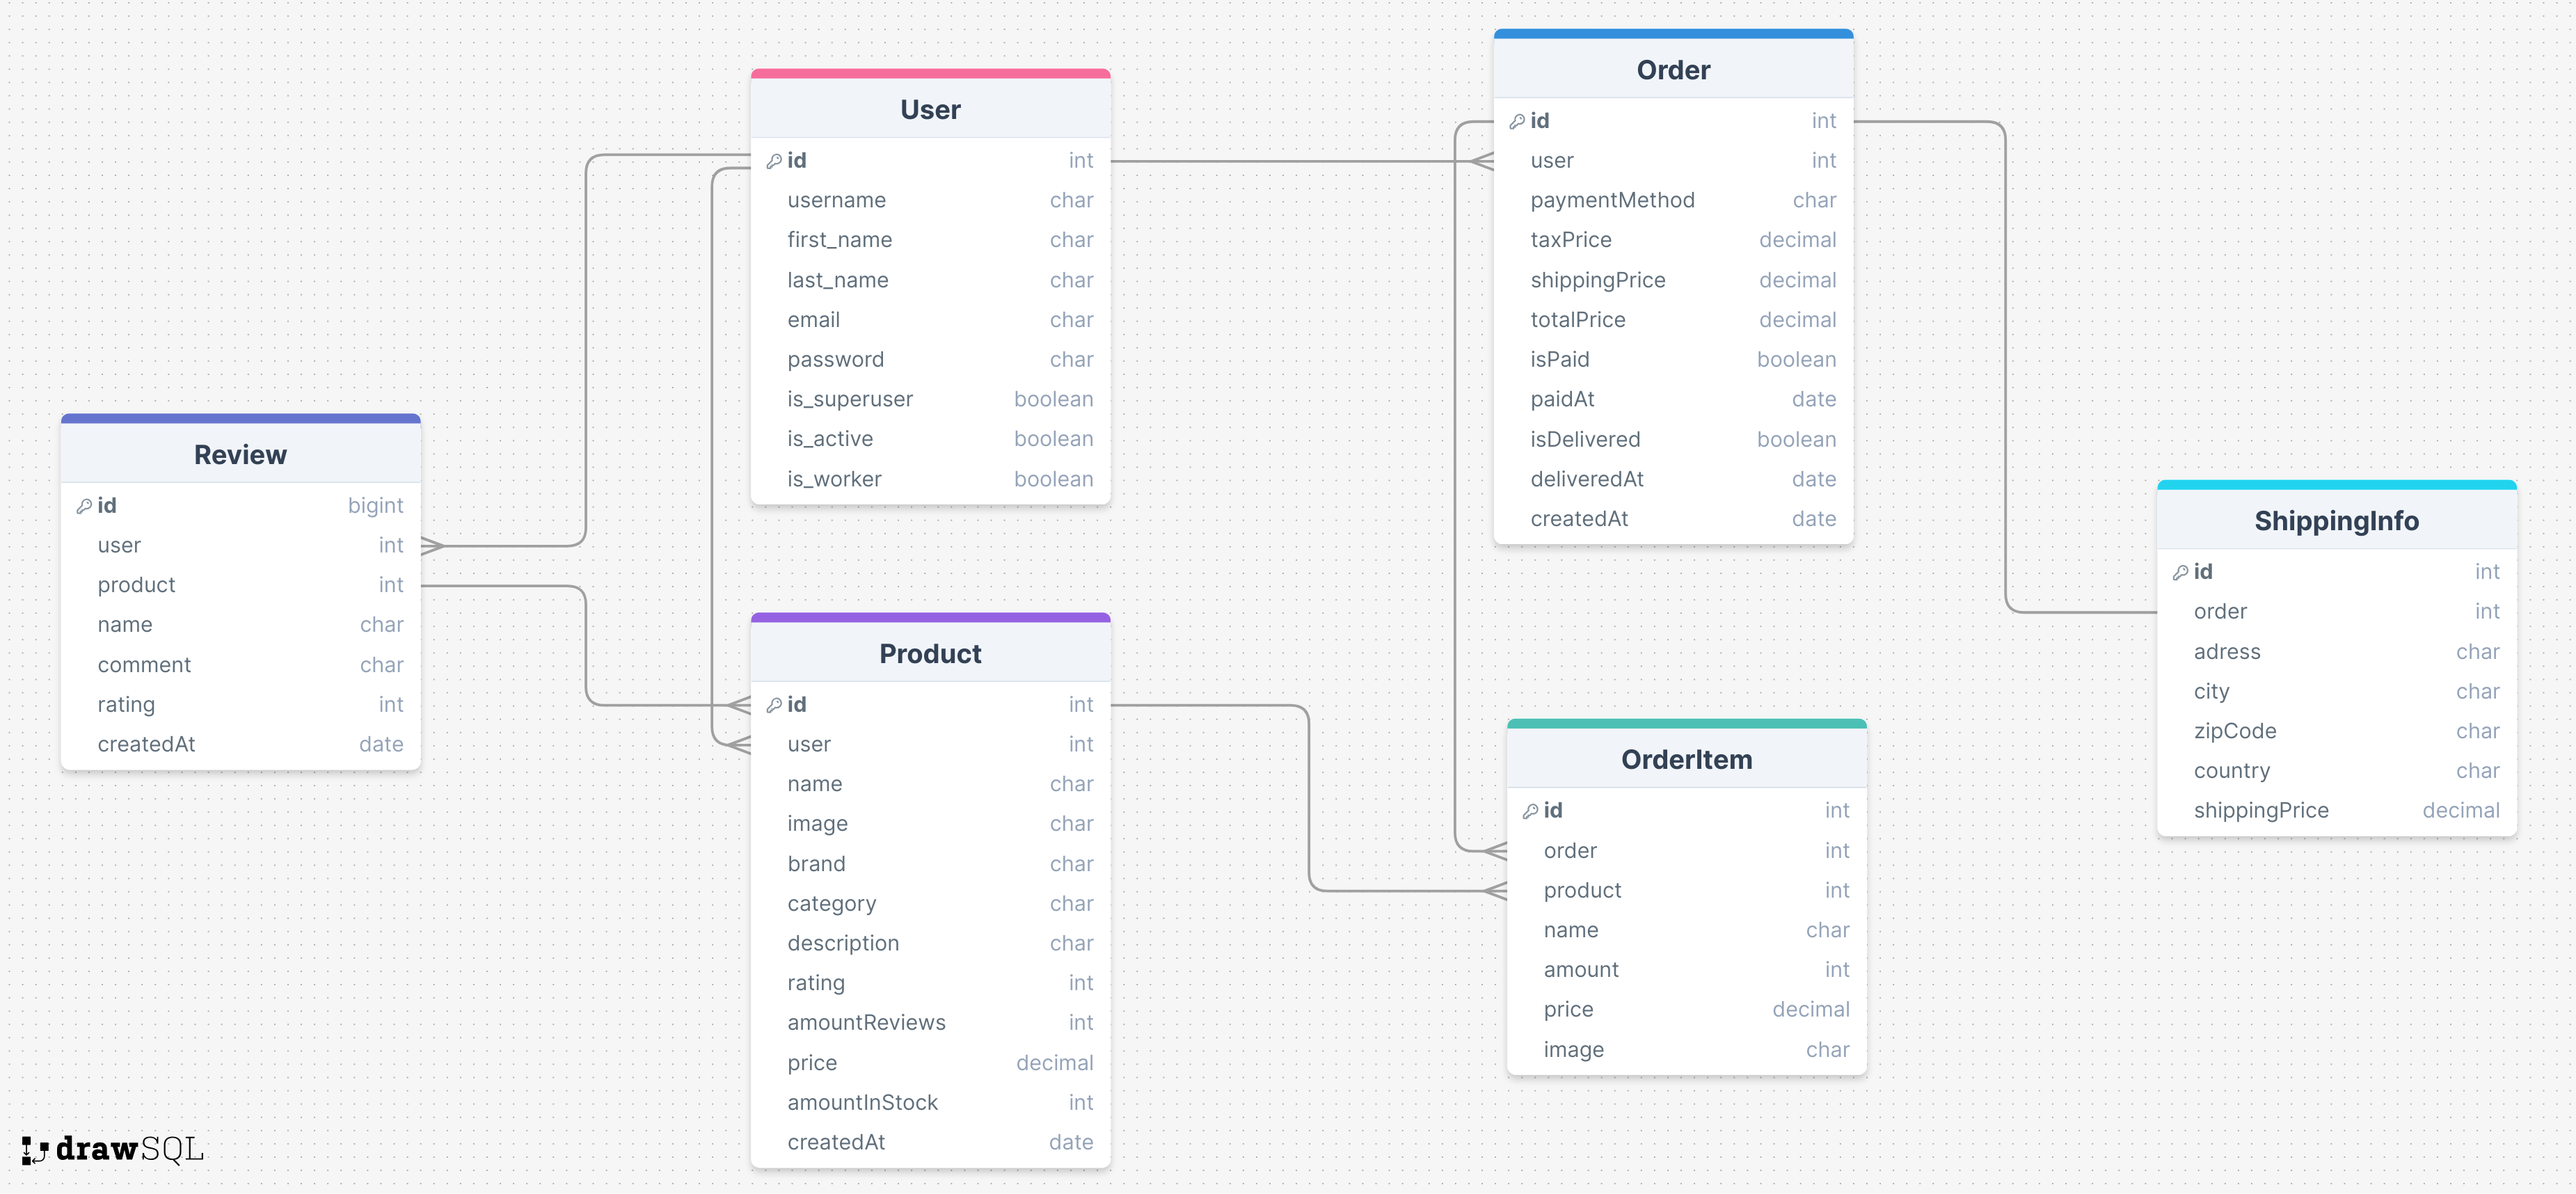 User
id int
username char
first_name char
last_name char
email char
password char
is_superuser boolean
is_active boolean
is_worker boolean
Order
id int
user int
paymentMethod char
taxPrice decimal
shippingPrice decimal
totalPrice decimal
isPaid boolean
paidAt date
isDelivered boolean
deliveredAt date
createdAt date
Review
id bigint
user int
product int
name char
comment char
rating int
createdAt date
Product
id int
user int
name char
image char
brand char
category char
description char
rating int
amountReviews int
price decimal
amountInStock int
createdAt date
OrderItem
id int
order int
product int
name char
amount int
price decimal
image char
ShippingInfo
id int
order int
adress char
city char
zipCode char
country char
shippingPrice decimal
drawSQL